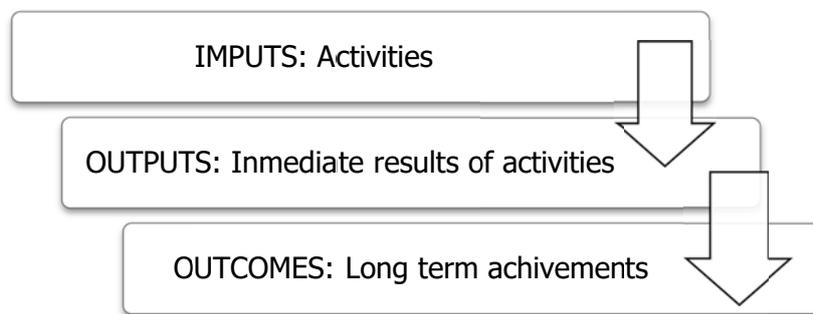 IMPUTS: Activities
OUTPUTS: Inmediate results of activities
OUTCOMES: Long term achivements